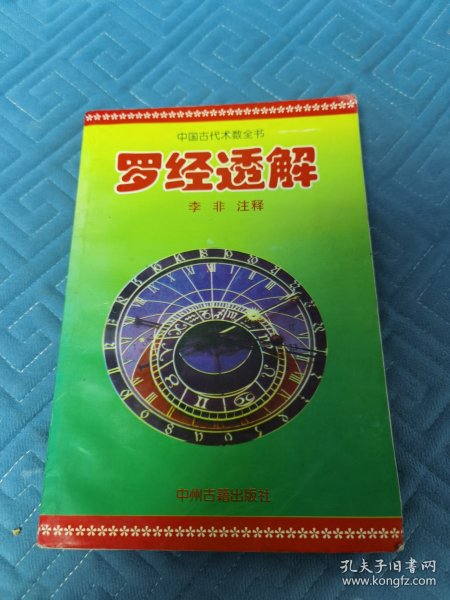 中国古代术数全书
罗经透解
李非 注释
中州古籍出版社
孔夫子旧书网
www.kongfz.com